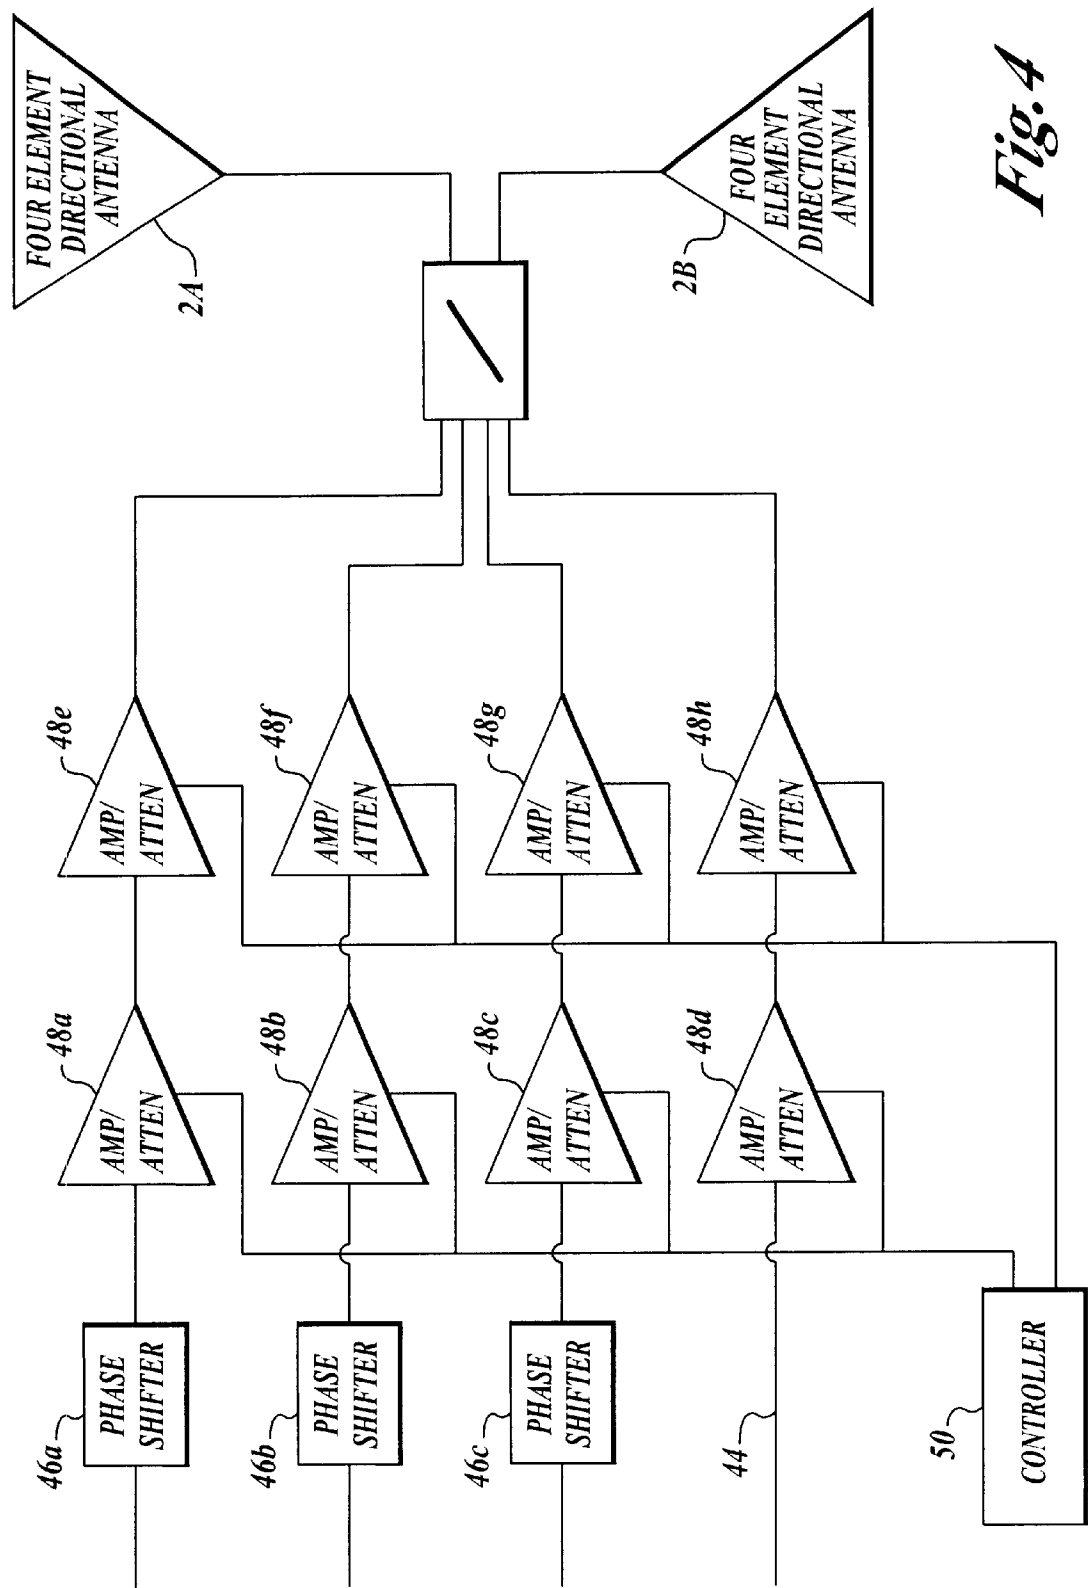 FOUR ELEMENT
DIRECTIONAL
ANTENNA
2A
FOUR
ELEMENT
DIRECTIONAL
ANTENNA
2B
48e
AMP/
ATTEN
48f
AMP/
ATTEN
48g
AMP/
ATTEN
48h
AMP/
ATTEN
48a
AMP/
ATTEN
48b
AMP/
ATTEN
48c
AMP/
ATTEN
48d
AMP/
ATTEN
46a
PHASE
SHIFTER
46b
PHASE
SHIFTER
46c
PHASE
SHIFTER
44
50
CONTROLLER
Fig. 4